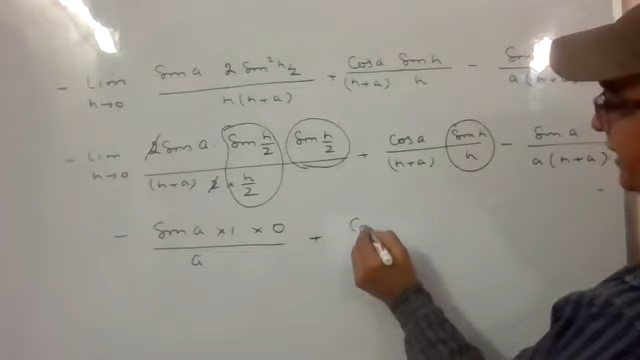 - lim h→0 Sin a 2 Sin² h/2 / h(h+a) + Cos a Sin h / (h+a) h - Sin / a(h+
- lim h→0 2 Sin a Sin h/2 Sin h/2 / (h+a) 2 × h/2 + Cos a Sin h / (h+a) h - Sin a / a(h+a)
- Sin a × 1 × 0 / a + C